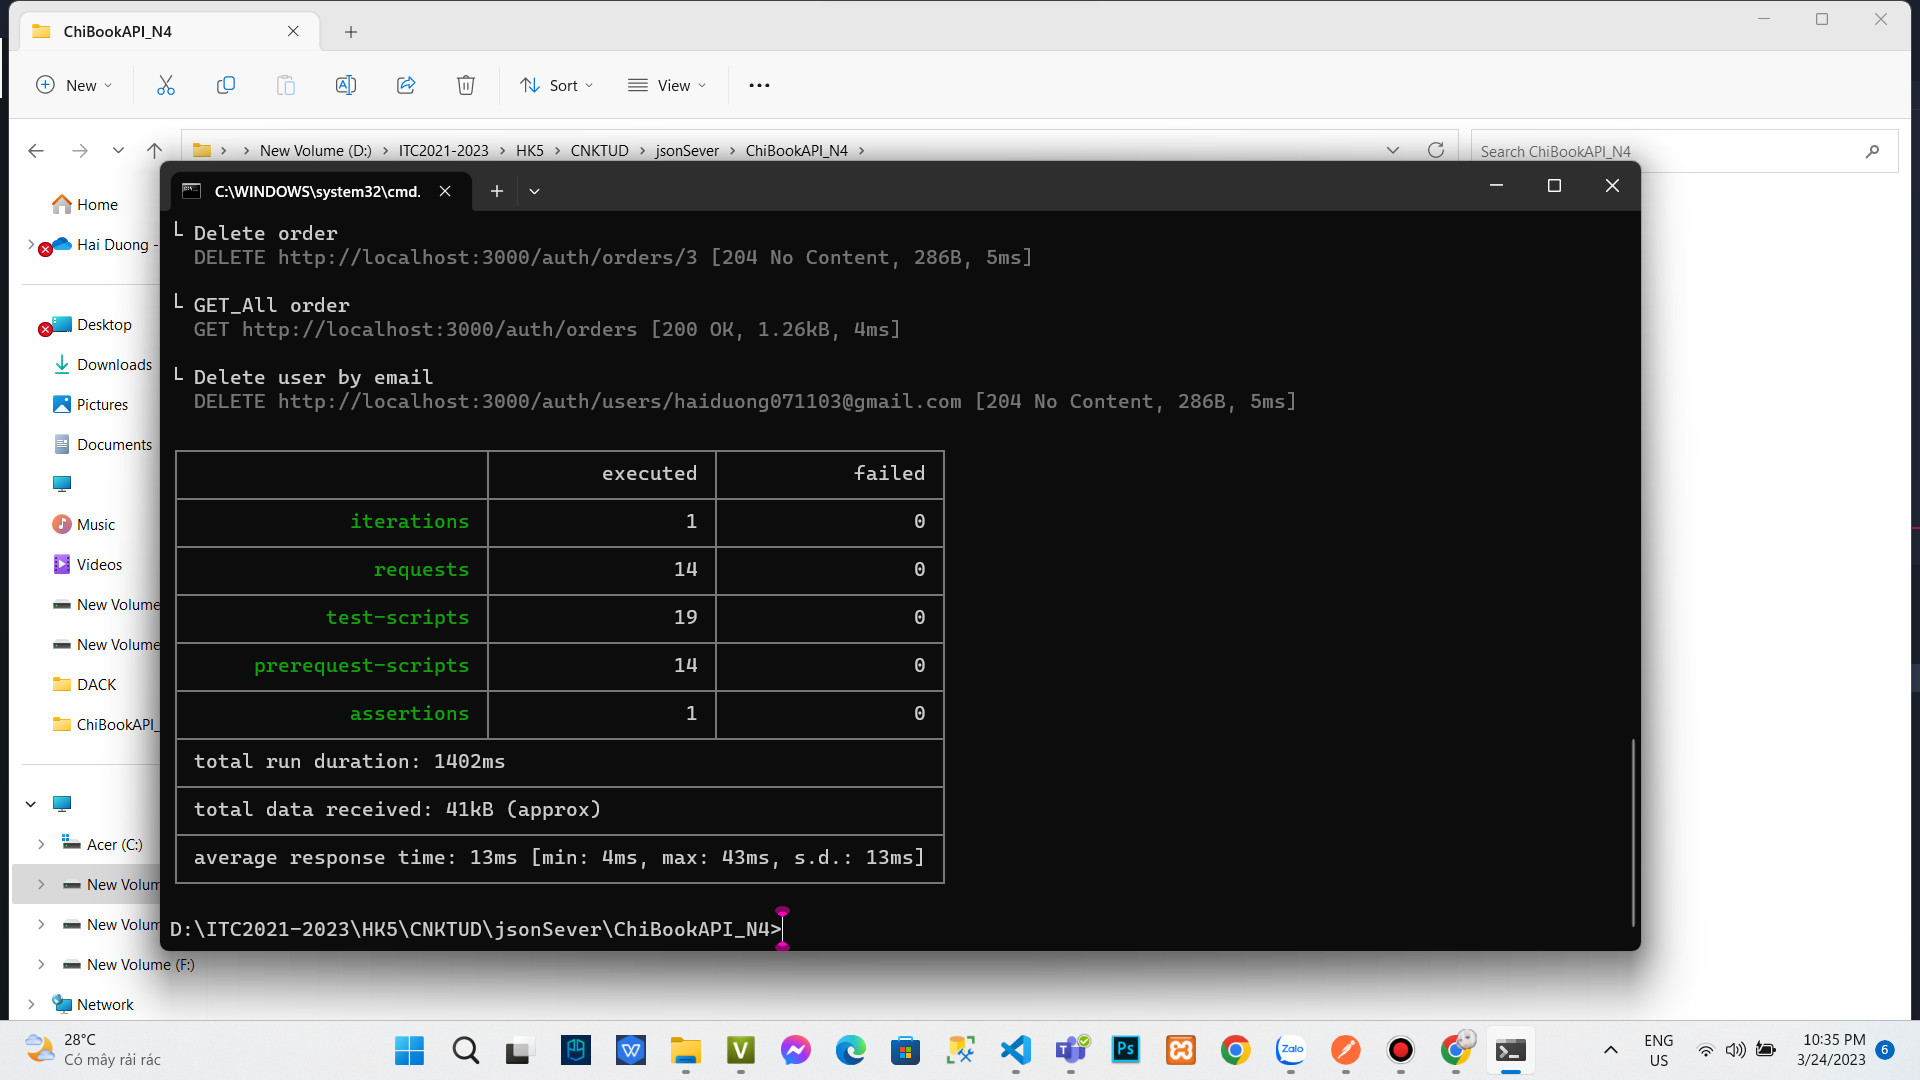 ChiBookAPI_N4
New
Sort
View
New Volume (D:) > ITC2021-2023 > HK5 > CNKTUD > jsonSever > ChiBookAPI_N4 >
Search ChiBookAPI_N4
Home
Hai Duong -
Desktop
Downloads
Pictures
Documents
Music
Videos
New Volume
New Volume
DACK
ChiBookAPI_
Acer (C:)
New Volum
New Volum
New Volume (F:)
Network
C:\WINDOWS\system32\cmd.
└ Delete order
DELETE http://localhost:3000/auth/orders/3 [204 No Content, 286B, 5ms]
└ GET_All order
GET http://localhost:3000/auth/orders [200 OK, 1.26kB, 4ms]
└ Delete user by email
DELETE http://localhost:3000/auth/users/haiduong071103@gmail.com [204 No Content, 286B, 5ms]
executed failed
iterations 1 0
requests 14 0
test-scripts 19 0
prerequest-scripts 14 0
assertions 1 0
total run duration: 1402ms
total data received: 41kB (approx)
average response time: 13ms [min: 4ms, max: 43ms, s.d.: 13ms]
D:\ITC2021-2023\HK5\CNKTUD\jsonSever\ChiBookAPI_N4>
28°C
Có mây rải rác
V
Ps
Zalo
ENG
US
10:35 PM
3/24/2023
6